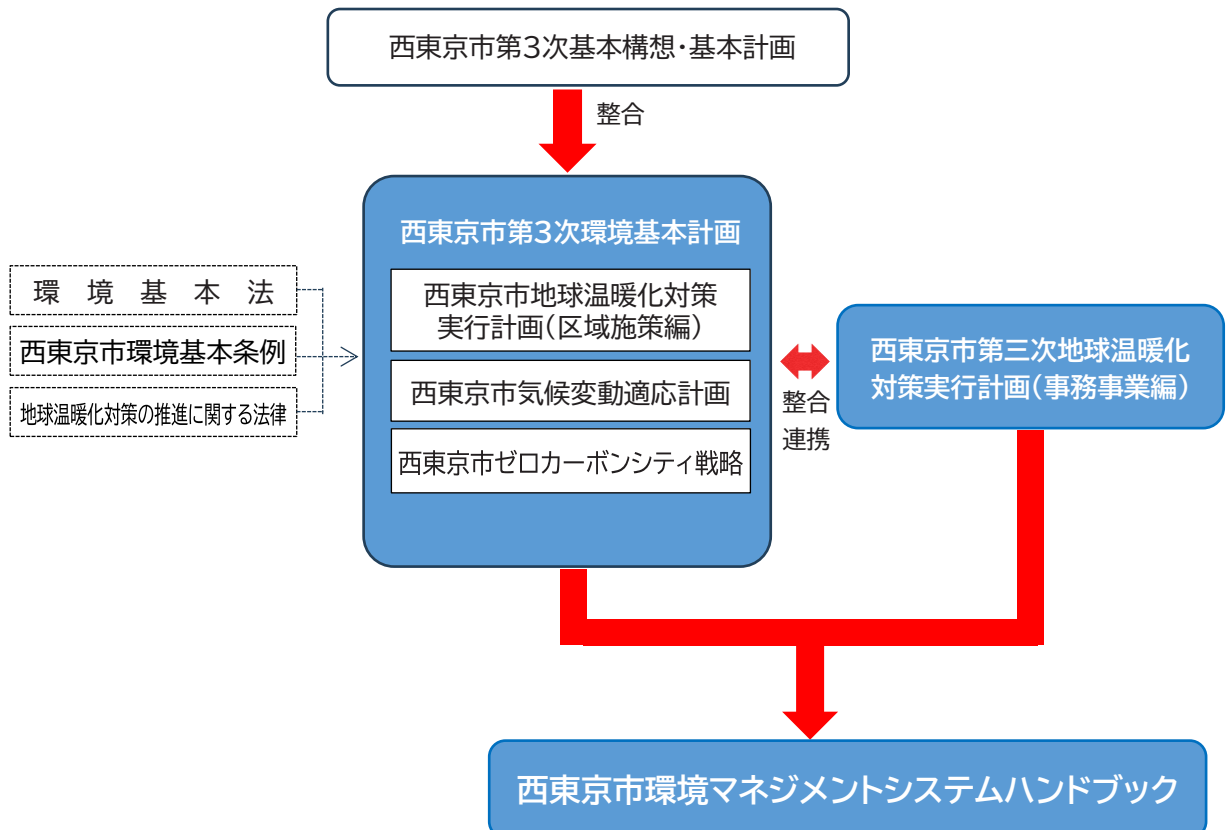 西東京市第3次基本構想・基本計画
整合
西東京市第3次環境基本計画
西東京市地球温暖化対策
実行計画(区域施策編)
西東京市気候変動適応計画
西東京市ゼロカーボンシティ戦略
環境基本法
西東京市環境基本条例
地球温暖化対策の推進に関する法律
整合
連携
西東京市第三次地球温暖化
対策実行計画(事務事業編)
西東京市環境マネジメントシステムハンドブック